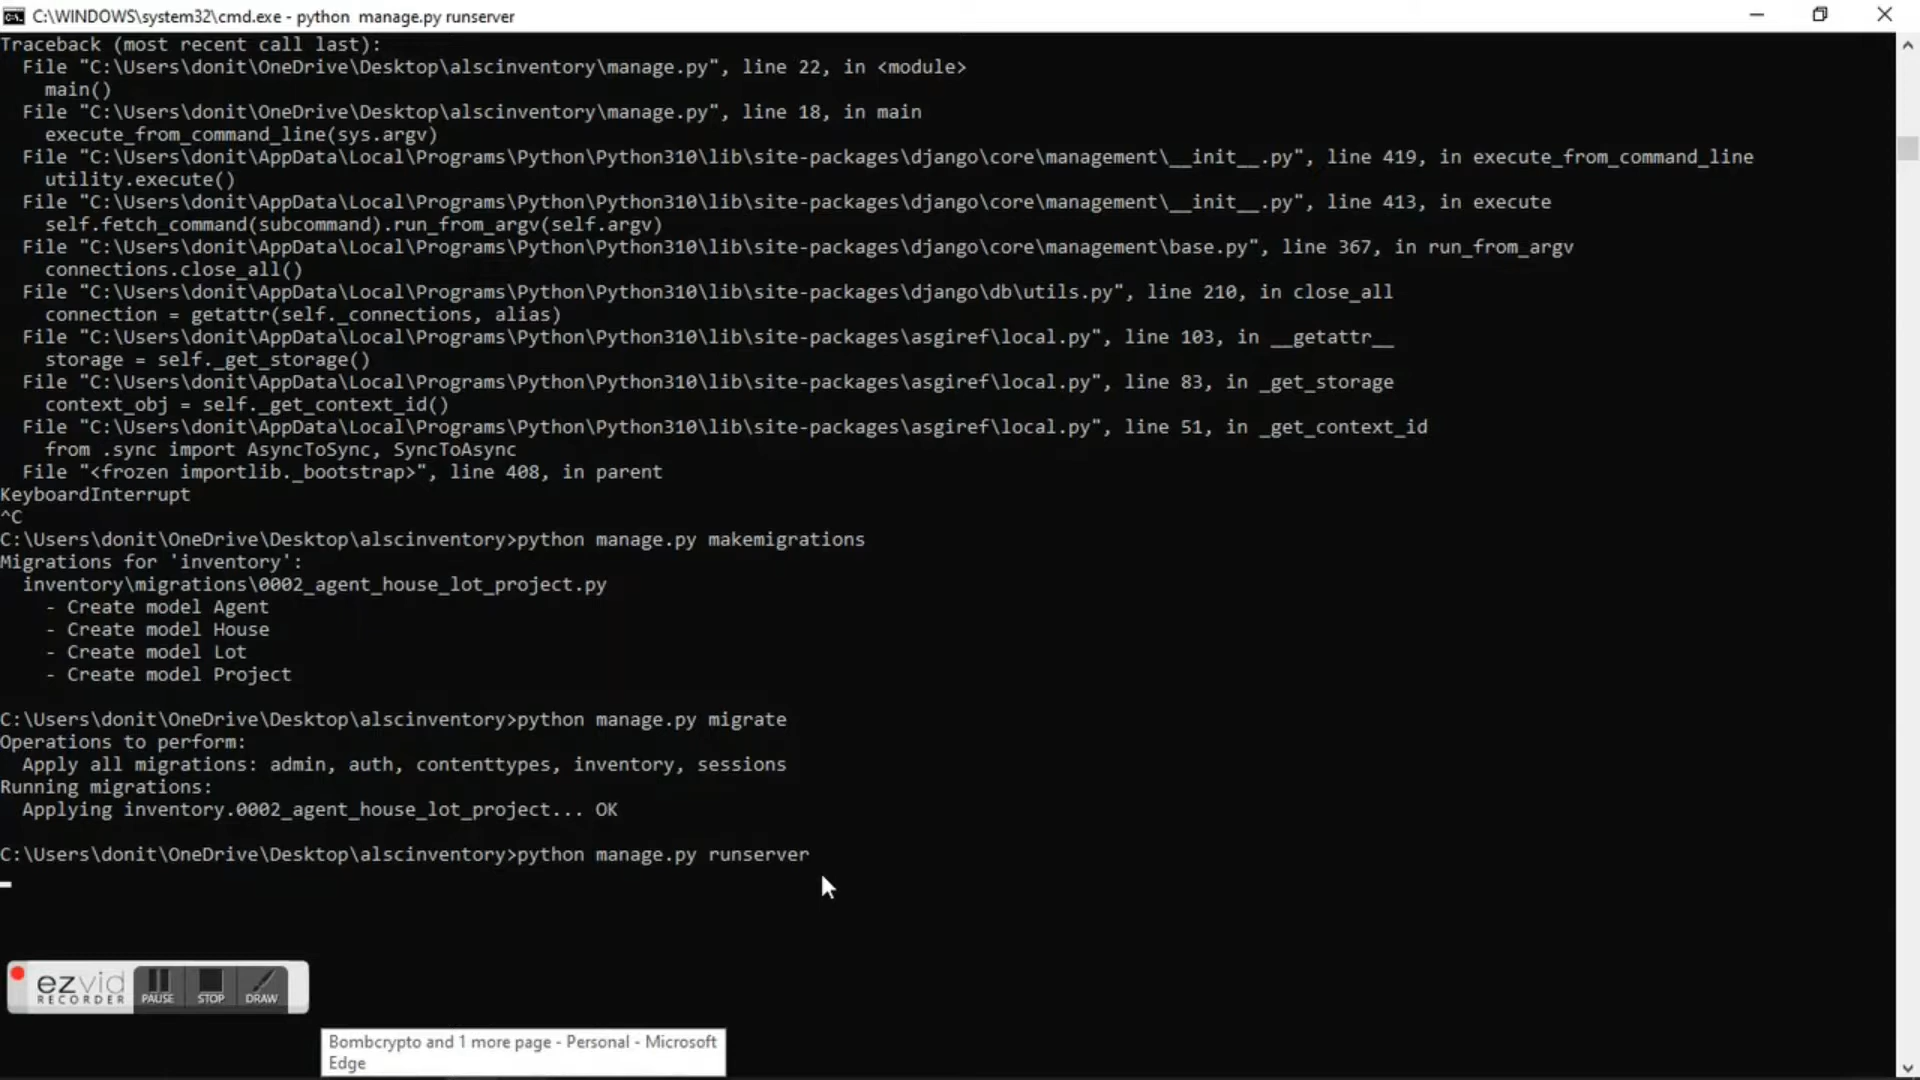 C:\WINDOWS\system32\cmd.exe - python  manage.py runserver
Traceback (most recent call last):
  File "C:\Users\donit\OneDrive\Desktop\alscinventory\manage.py", line 22, in <module>
    main()
  File "C:\Users\donit\OneDrive\Desktop\alscinventory\manage.py", line 18, in main
    execute_from_command_line(sys.argv)
  File "C:\Users\donit\AppData\Local\Programs\Python\Python310\lib\site-packages\django\core\management\__init__.py", line 419, in execute_from_command_line
    utility.execute()
  File "C:\Users\donit\AppData\Local\Programs\Python\Python310\lib\site-packages\django\core\management\__init__.py", line 413, in execute
    self.fetch_command(subcommand).run_from_argv(self.argv)
  File "C:\Users\donit\AppData\Local\Programs\Python\Python310\lib\site-packages\django\core\management\base.py", line 367, in run_from_argv
    connections.close_all()
  File "C:\Users\donit\AppData\Local\Programs\Python\Python310\lib\site-packages\django\db\utils.py", line 210, in close_all
    connection = getattr(self._connections, alias)
  File "C:\Users\donit\AppData\Local\Programs\Python\Python310\lib\site-packages\asgiref\local.py", line 103, in __getattr__
    storage = self._get_storage()
  File "C:\Users\donit\AppData\Local\Programs\Python\Python310\lib\site-packages\asgiref\local.py", line 83, in _get_storage
    context_obj = self._get_context_id()
  File "C:\Users\donit\AppData\Local\Programs\Python\Python310\lib\site-packages\asgiref\local.py", line 51, in _get_context_id
    from .sync import AsyncToSync, SyncToAsync
  File "<frozen importlib._bootstrap>", line 408, in parent
KeyboardInterrupt
^C
C:\Users\donit\OneDrive\Desktop\alscinventory>python manage.py makemigrations
Migrations for 'inventory':
  inventory\migrations\0002_agent_house_lot_project.py
    - Create model Agent
    - Create model House
    - Create model Lot
    - Create model Project
C:\Users\donit\OneDrive\Desktop\alscinventory>python manage.py migrate
Operations to perform:
  Apply all migrations: admin, auth, contenttypes, inventory, sessions
Running migrations:
  Applying inventory.0002_agent_house_lot_project... OK
C:\Users\donit\OneDrive\Desktop\alscinventory>python manage.py runserver
ezvid
RECORDER
PAUSE
STOP
DRAW
Bombcrypto and 1 more page - Personal - Microsoft
Edge